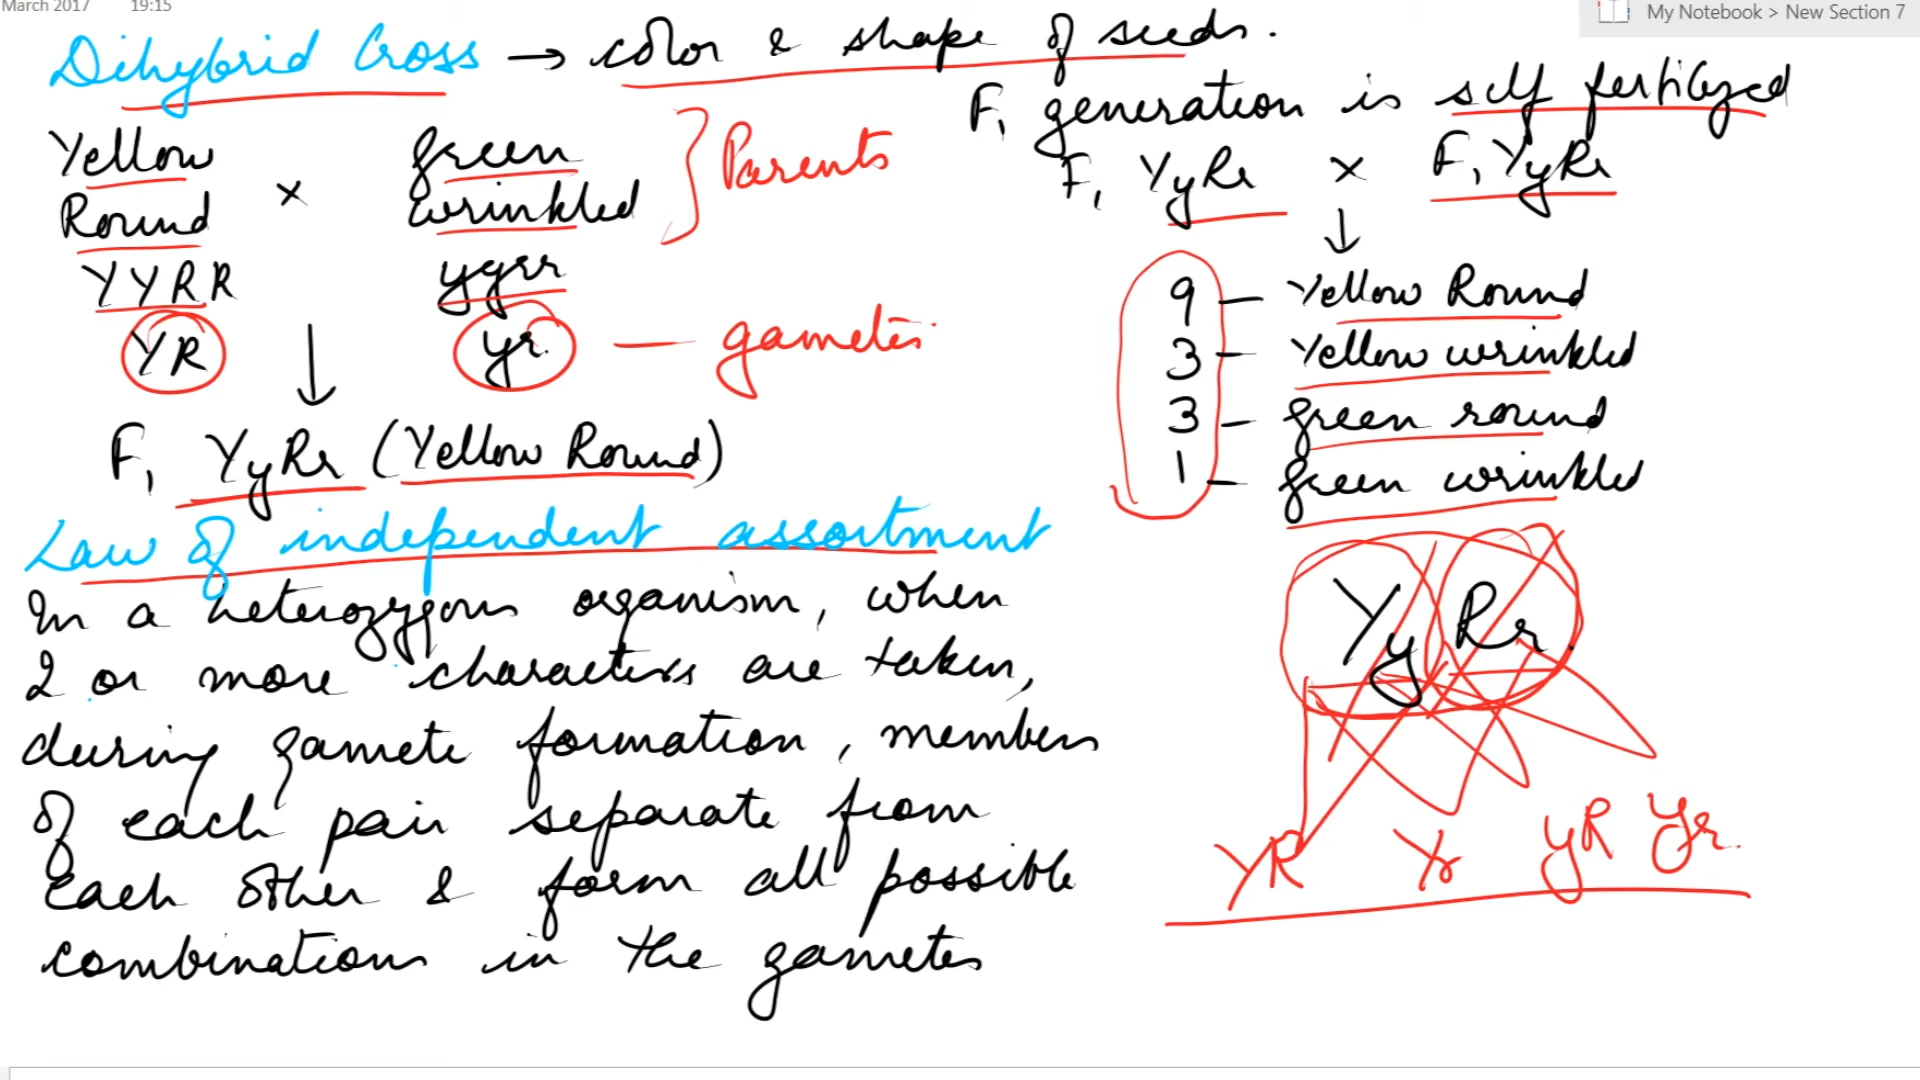 March 2017 19:15
My Notebook > New Section 7
Dihybrid Cross → color & shape of seeds.
Yellow Round × green wrinkled } Parents
YYRR yyrr
YR yr — gametes
F1 YyRr (Yellow Round)
Law of independent assortment
In a heterozygous organism, when
2 or more characters are taken,
during gamete formation, members
of each pair separate from
each other & form all possible
combinations in the gametes
F1 generation is self fertilized
F1 YyRr × F1 YyRr
↓
9 — Yellow Round
3 — Yellow wrinkled
3 — green round
1 — green wrinkled
YyRr
YR Yr yR yr